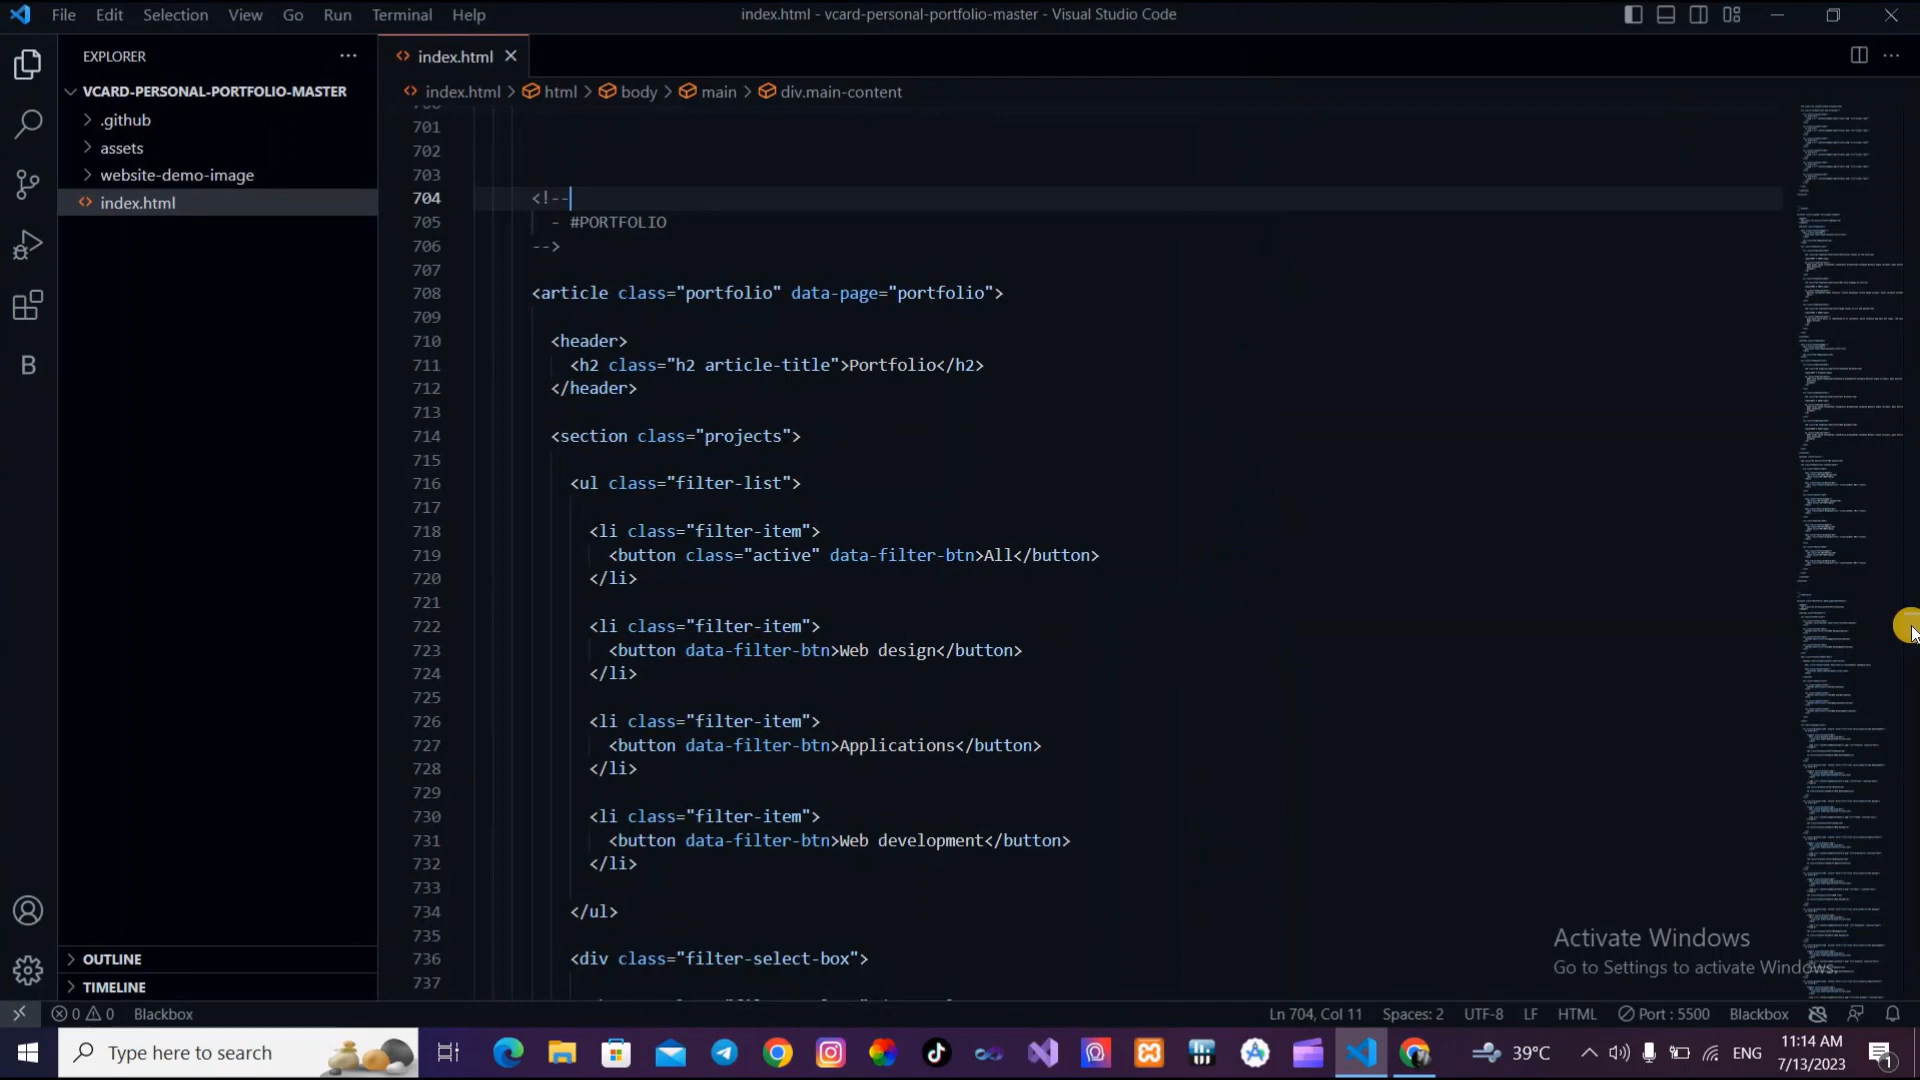 File Edit Selection View Go Run Terminal Help
index.html - vcard-personal-portfolio-master - Visual Studio Code
EXPLORER
VCARD-PERSONAL-PORTFOLIO-MASTER
.github
assets
website-demo-image
index.html
OUTLINE
TIMELINE
index.html
index.html > html > body > main > div.main-content
701
702
703
704 <!--
705 - #PORTFOLIO
706 -->
707
708 <article class="portfolio" data-page="portfolio">
709
710 <header>
711 <h2 class="h2 article-title">Portfolio</h2>
712 </header>
713
714 <section class="projects">
715
716 <ul class="filter-list">
717
718 <li class="filter-item">
719 <button class="active" data-filter-btn>All</button>
720 </li>
721
722 <li class="filter-item">
723 <button data-filter-btn>Web design</button>
724 </li>
725
726 <li class="filter-item">
727 <button data-filter-btn>Applications</button>
728 </li>
729
730 <li class="filter-item">
731 <button data-filter-btn>Web development</button>
732 </li>
733
734 </ul>
735
736 <div class="filter-select-box">
737
Activate Windows
Go to Settings to activate Windows.
0 0 Blackbox
Ln 704, Col 11 Spaces: 2 UTF-8 LF HTML Port : 5500 Blackbox
Type here to search
39°C
ENG
11:14 AM
7/13/2023
1